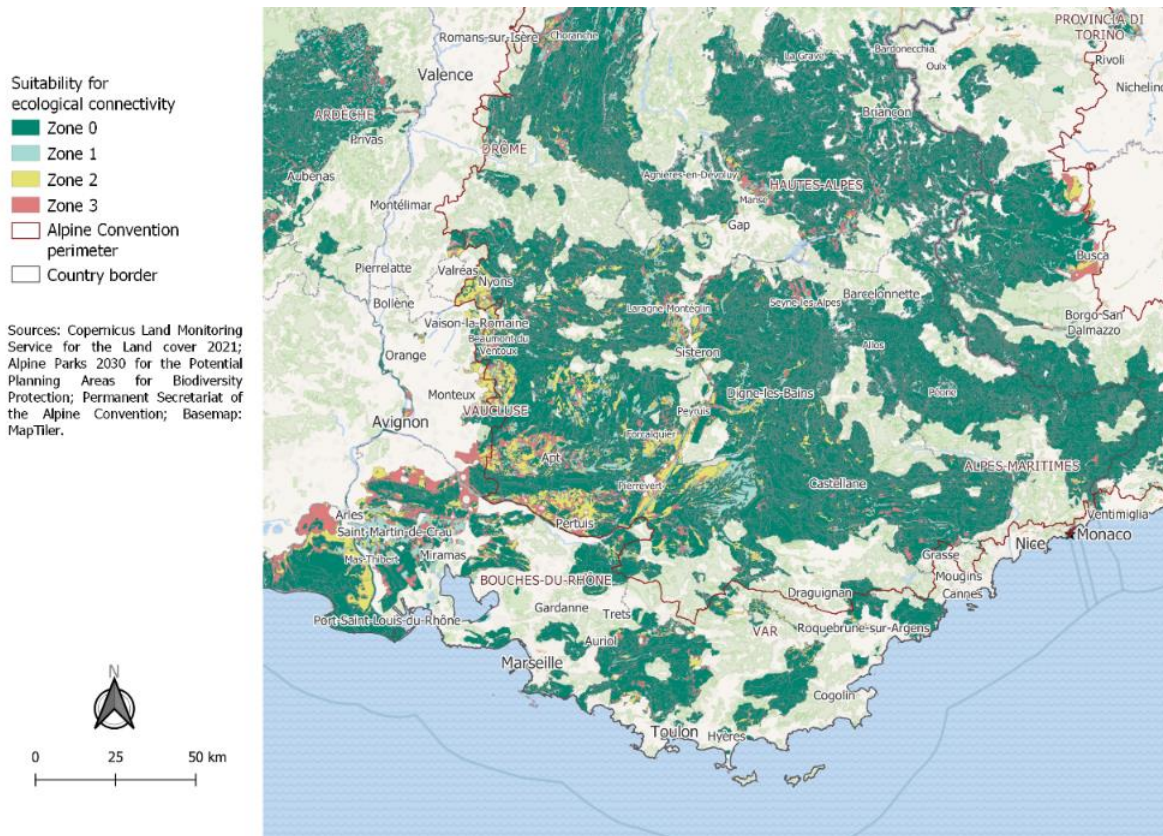 Suitability for
ecological connectivity
Zone 0
Zone 1
Zone 2
Zone 3
Alpine Convention
perimeter
Country border
Sources: Copernicus Land Monitoring
Service for the Land cover 2021;
Alpine Parks 2030 for the Potential
Planning Areas for Biodiversity
Protection; Permanent Secretariat of
the Alpine Convention; Basemap:
MapTiler.
N
0 25 50 km
PROVINCIA DI
TORINO
Romans-sur-Isère
Choranche
La Grave
Bardonecchia
Oulx
Rivoli
Nichelino
Valence
ARDÈCHE
Privas
DRÔME
Briançon
Aubenas
Agnières-en-Dévoluy
HAUTES-ALPES
Manse
Montélimar
Gap
Busca
Pierrelatte
Valréas
Nyons
Seyne-les-Alpes
Barcelonnette
Bollène
Laragne-Montéglin
Borgo San
Dalmazzo
Vaison-la-Romaine
Beaumont du
Ventoux
Orange
Sisteron
Allos
Monteux
Digne-les-Bains
Péone
VAUCLUSE
Peyruis
Avignon
Forcalquier
Apt
ALPES-MARITIMES
Pierrevert
Castellane
Arles
Pertuis
Ventimiglia
Saint-Martin-de-Crau
Nice
Monaco
Mas-Thibert
Miramas
Grasse
BOUCHES-DU-RHÔNE
Mougins
Cannes
Draguignan
Gardanne
Trets
Port-Saint-Louis-du-Rhône
VAR
Roquebrune-sur-Argens
Auriol
Marseille
Cogolin
Toulon
Hyères